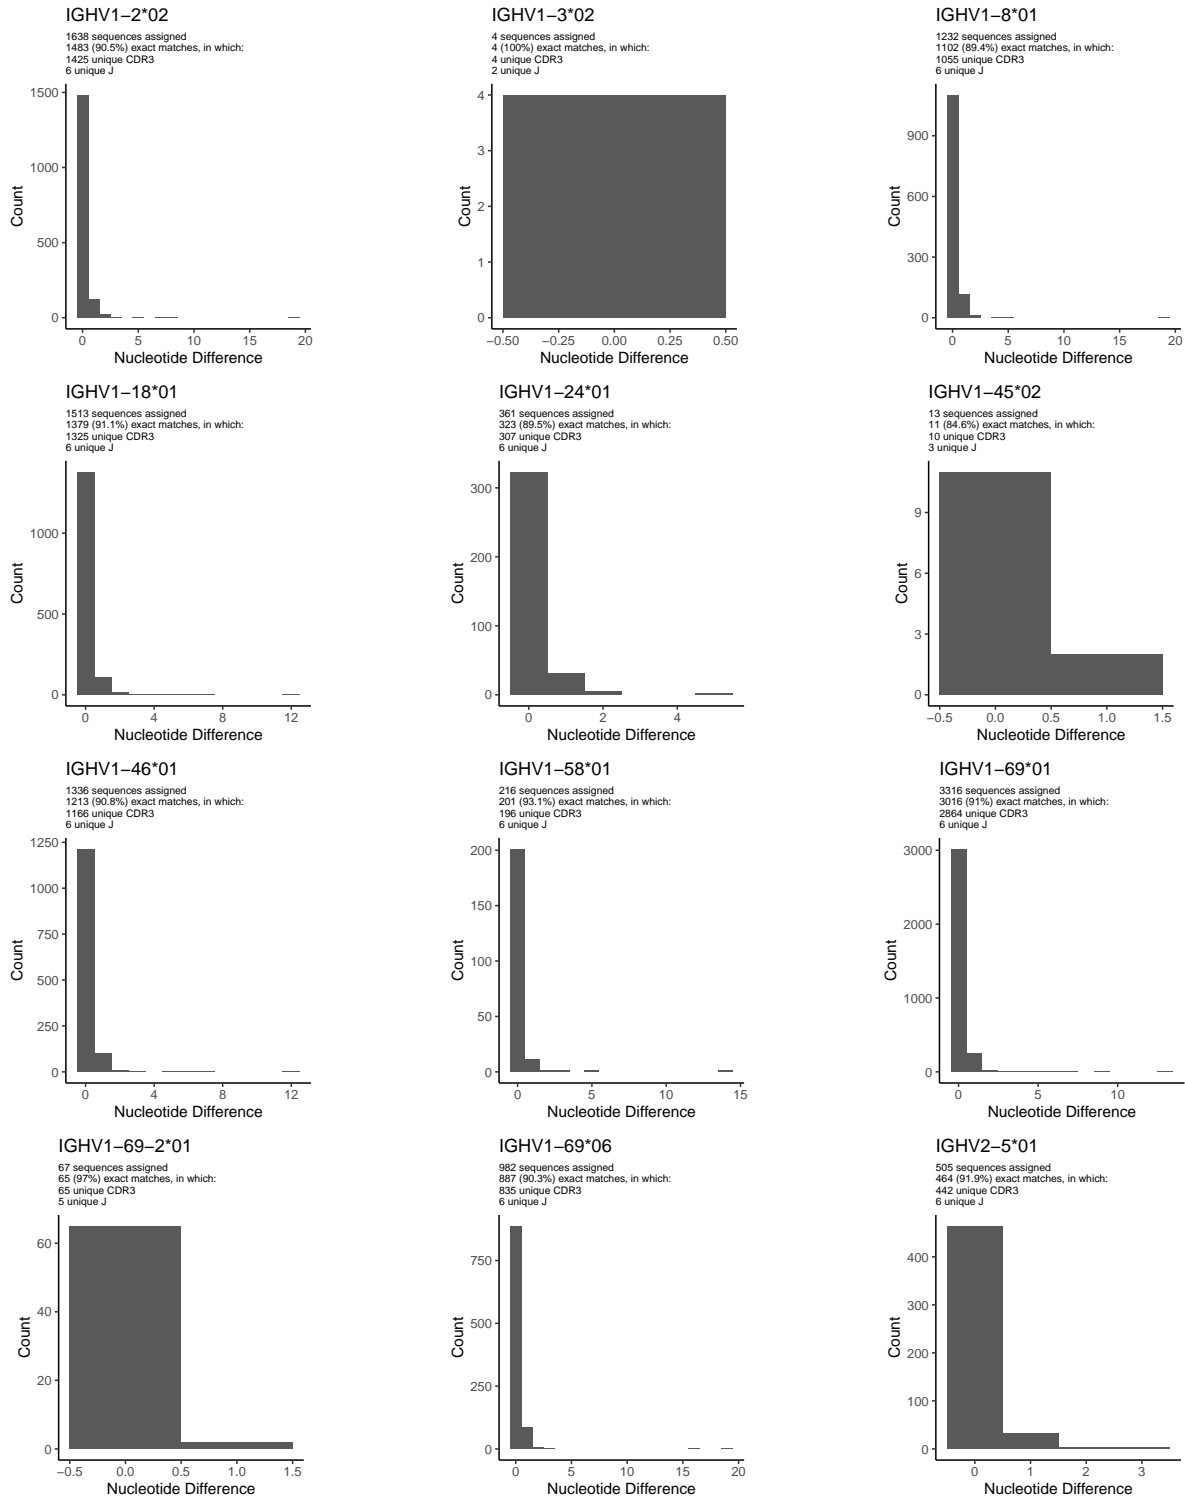 IGHV1−2*02
1638 sequences assigned
1483 (90.5%) exact matches, in which:
1425 unique CDR3
6 unique J
1500
1000
500
0
Count
0 5 10 15 20
Nucleotide Difference
IGHV1−3*02
4 sequences assigned
4 (100%) exact matches, in which:
4 unique CDR3
2 unique J
4
3
2
1
0
Count
−0.50 −0.25 0.00 0.25 0.50
Nucleotide Difference
IGHV1−8*01
1232 sequences assigned
1102 (89.4%) exact matches, in which:
1055 unique CDR3
6 unique J
900
600
300
0
Count
0 5 10 15 20
Nucleotide Difference
IGHV1−18*01
1513 sequences assigned
1379 (91.1%) exact matches, in which:
1325 unique CDR3
6 unique J
1000
500
0
Count
0 4 8 12
Nucleotide Difference
IGHV1−24*01
361 sequences assigned
323 (89.5%) exact matches, in which:
307 unique CDR3
6 unique J
300
200
100
0
Count
0 2 4
Nucleotide Difference
IGHV1−45*02
13 sequences assigned
11 (84.6%) exact matches, in which:
10 unique CDR3
3 unique J
9
6
3
0
Count
−0.5 0.0 0.5 1.0 1.5
Nucleotide Difference
IGHV1−46*01
1336 sequences assigned
1213 (90.8%) exact matches, in which:
1166 unique CDR3
6 unique J
1250
1000
750
500
250
0
Count
0 4 8 12
Nucleotide Difference
IGHV1−58*01
216 sequences assigned
201 (93.1%) exact matches, in which:
196 unique CDR3
6 unique J
200
150
100
50
0
Count
0 5 10 15
Nucleotide Difference
IGHV1−69*01
3316 sequences assigned
3016 (91%) exact matches, in which:
2864 unique CDR3
6 unique J
3000
2000
1000
0
Count
0 5 10
Nucleotide Difference
IGHV1−69−2*01
67 sequences assigned
65 (97%) exact matches, in which:
65 unique CDR3
5 unique J
60
40
20
0
Count
−0.5 0.0 0.5 1.0 1.5
Nucleotide Difference
IGHV1−69*06
982 sequences assigned
887 (90.3%) exact matches, in which:
835 unique CDR3
6 unique J
750
500
250
0
Count
0 5 10 15 20
Nucleotide Difference
IGHV2−5*01
505 sequences assigned
464 (91.9%) exact matches, in which:
442 unique CDR3
6 unique J
400
300
200
100
0
Count
0 1 2 3
Nucleotide Difference